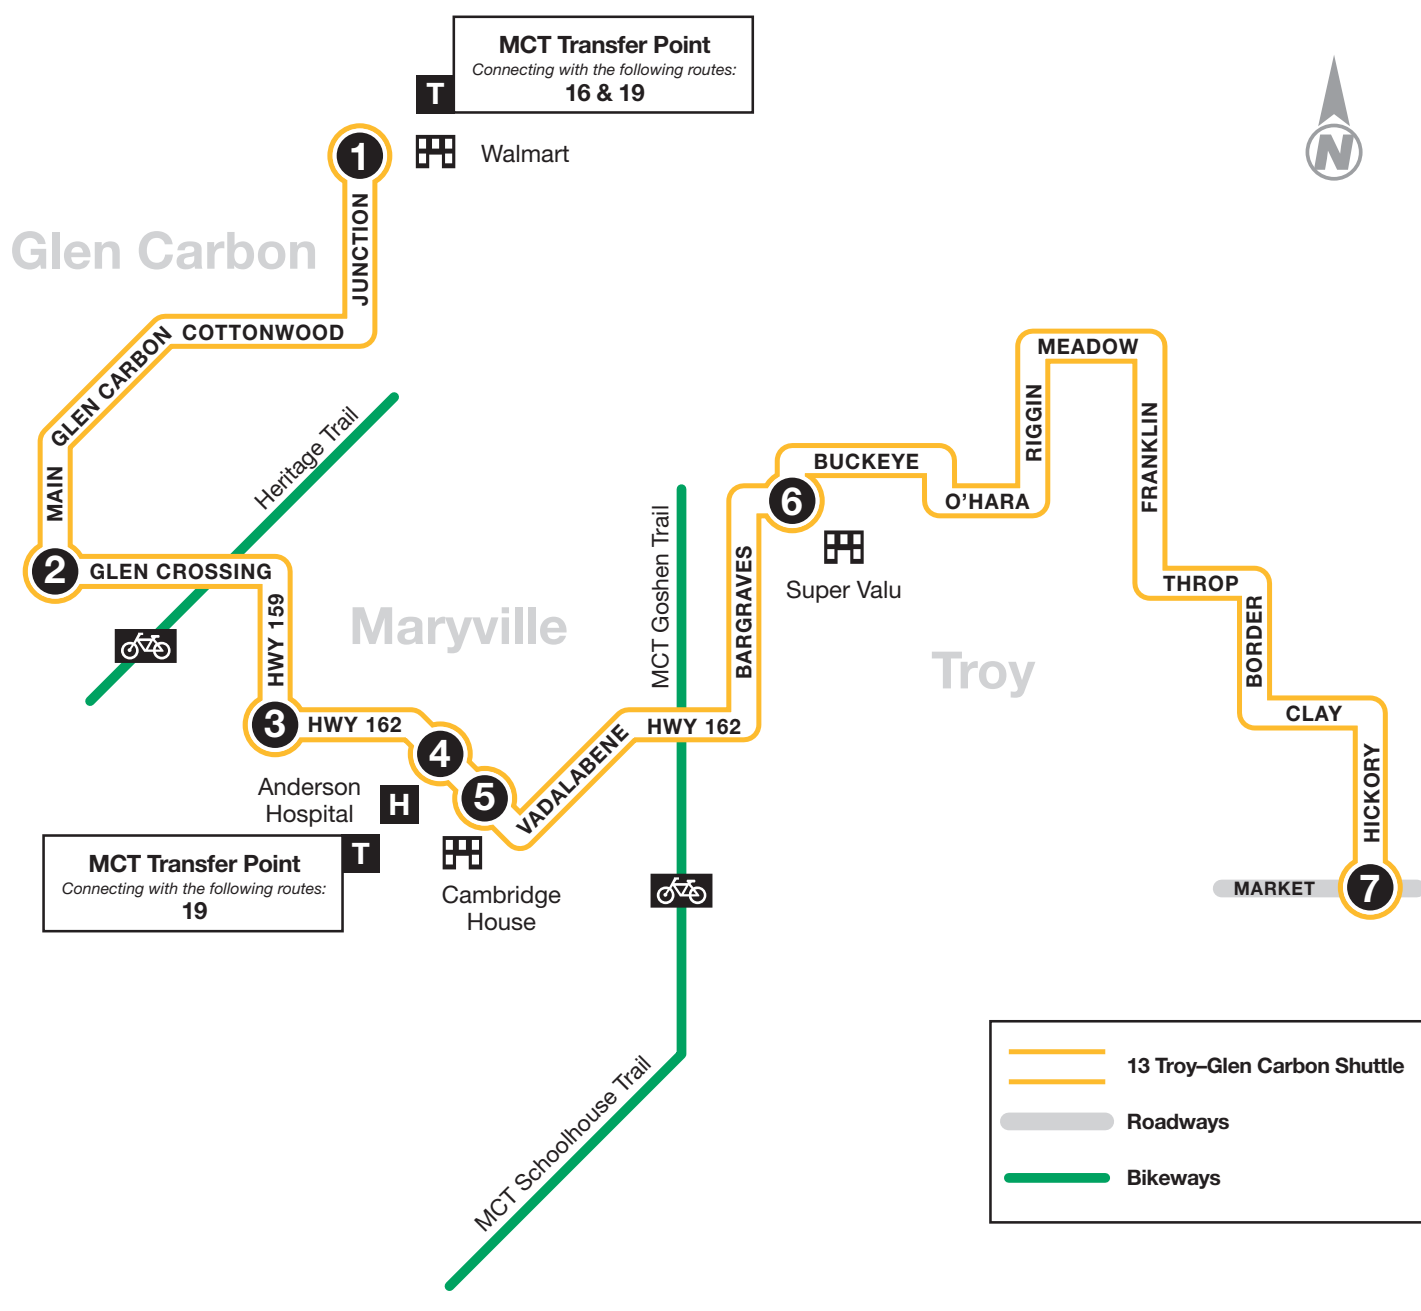 MCT Transfer Point
Connecting with the following routes:
16 & 19
T
N
1
Walmart
JUNCTION
Glen Carbon
COTTONWOOD
GLEN CARBON
MAIN
Heritage Trail
2
GLEN CROSSING
HWY 159
Maryville
3
HWY 162
4
5
Anderson
Hospital
H
T
MCT Transfer Point
Connecting with the following routes:
19
Cambridge
House
VADALABENE
HWY 162
MCT Goshen Trail
MCT Schoolhouse Trail
BARGRAVES
6
Super Valu
BUCKEYE
O'HARA
RIGGIN
MEADOW
FRANKLIN
Troy
THROP
BORDER
CLAY
HICKORY
MARKET
7
13 Troy–Glen Carbon Shuttle
Roadways
Bikeways